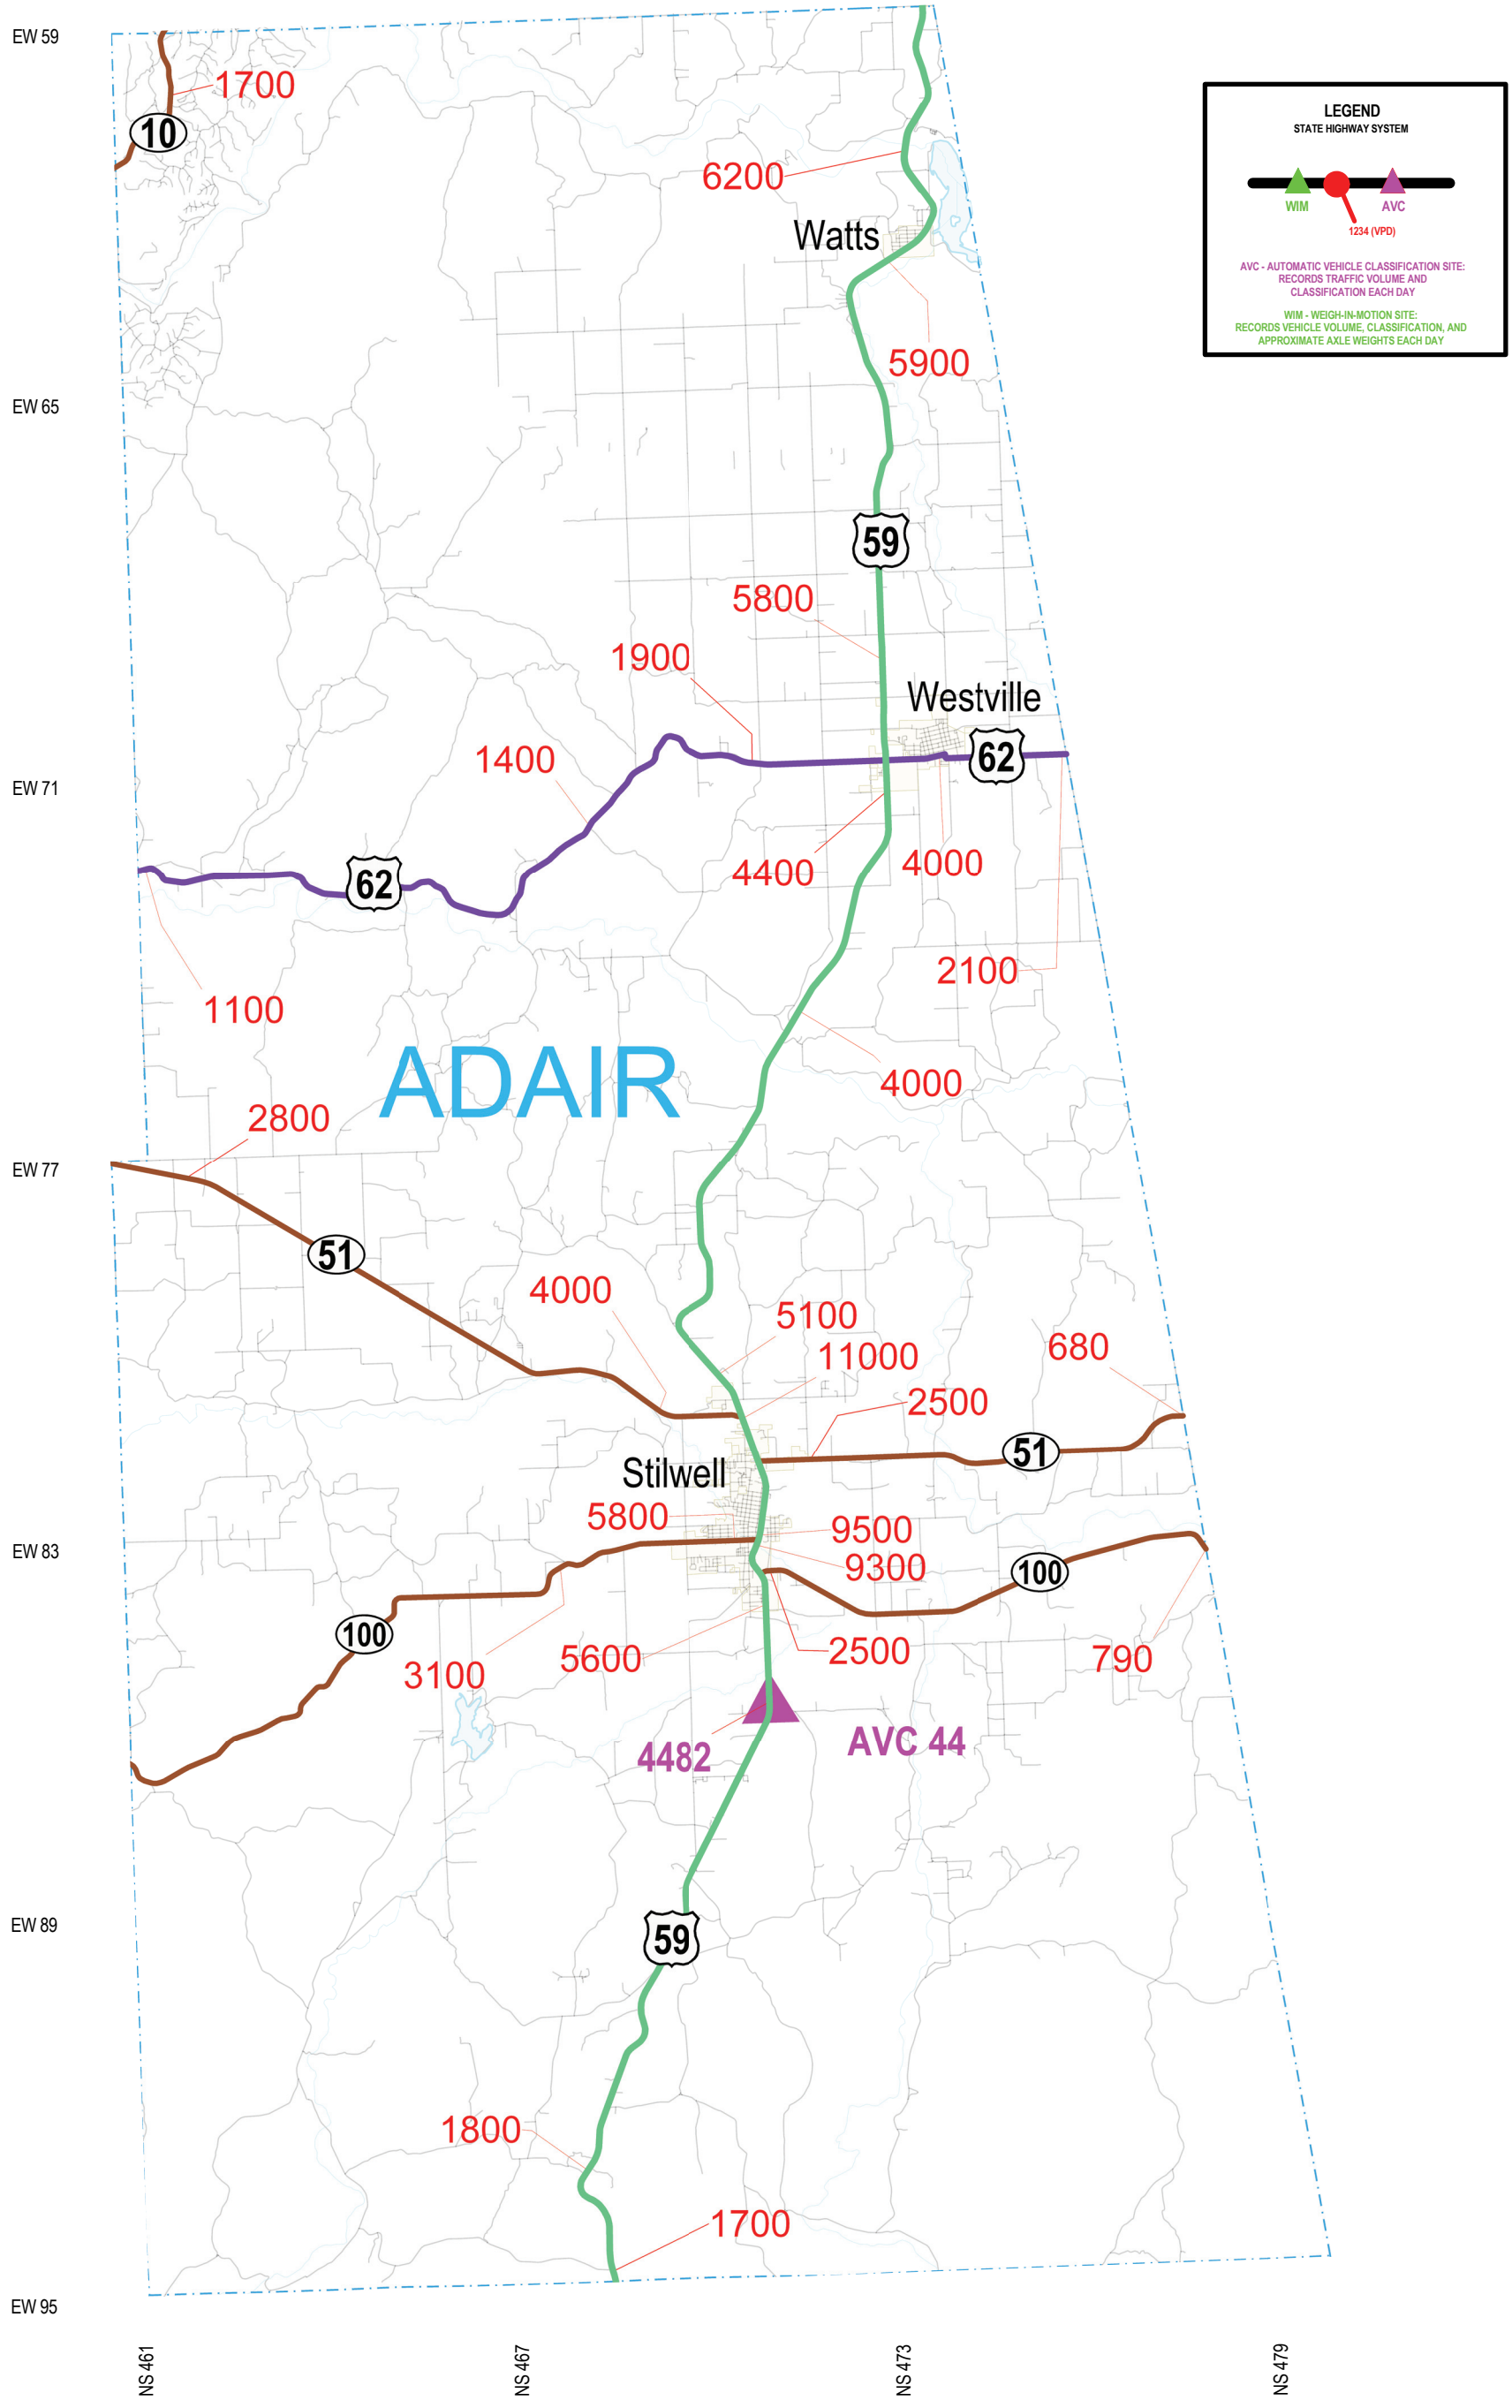 EW 59
1700
10
LEGEND
STATE HIGHWAY SYSTEM
WIM
AVC
1234 (VPD)
AVC - AUTOMATIC VEHICLE CLASSIFICATION SITE:
RECORDS TRAFFIC VOLUME AND
CLASSIFICATION EACH DAY
WIM - WEIGH-IN-MOTION SITE:
RECORDS VEHICLE VOLUME, CLASSIFICATION, AND
APPROXIMATE AXLE WEIGHTS EACH DAY
6200
Watts
5900
EW 65
59
5800
1900
Westville
1400
62
EW 71
4400
4000
62
2100
1100
ADAIR
4000
2800
EW 77
51
4000
5100
11000
680
2500
51
Stilwell
5800
9500
EW 83
9300
100
100
3100
5600
2500
790
4482
AVC 44
EW 89
59
1800
1700
EW 95
NS 461
NS 467
NS 473
NS 479